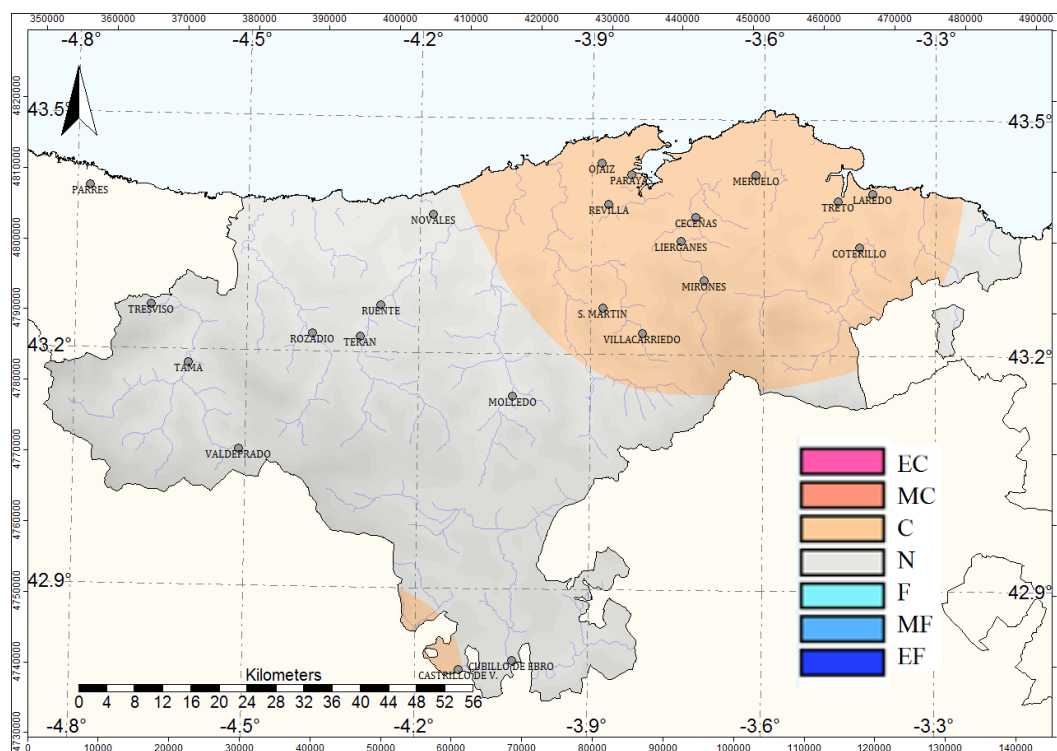 350000 360000 370000 380000 390000 400000 410000 420000 430000 440000 450000 460000 470000 480000 490000
-4.8° -4.5° -4.2° -3.9° -3.6° -3.3°
4820000
43.5° 43.5°
4810000
OJAIZ
PARAYAS
MERUELO
PARRES
LAREDO
TRETO
REVILLA
NOVALES
CECEÑAS
4800000
LIERGANES
COTERILLO
MIRONES
4790000
TRESVISO
RUENTE
S. MARTIN
ROZADIO
TERAN
VILLACARRIEDO
43.2° 43.2°
4780000
TAMA
MOLLEDO
4770000
VALDEPRADO
EC
MC
4760000
C
N
42.9° 42.9°
4750000
F
MF
4740000
EF
CUBILLO DE EBRO
CASTRILLO DE V.
Kilometers
0 4 8 12 16 20 24 28 32 36 40 44 48 52 56
4730000
-4.8° -4.5° -4.2° -3.9° -3.6° -3.3°
0 10000 20000 30000 40000 50000 60000 70000 80000 90000 100000 110000 120000 130000 140000